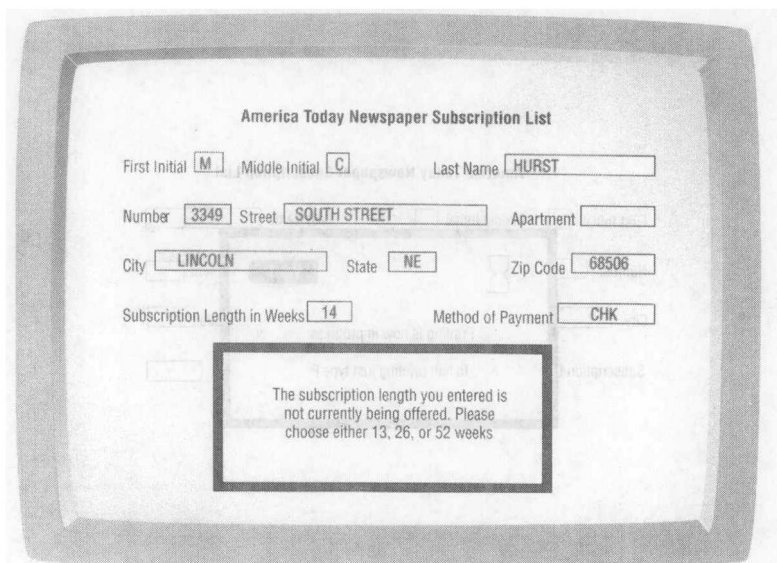 America Today Newspaper Subscription List
First Initial M Middle Initial C Last Name HURST
Number 3349 Street SOUTH STREET Apartment
City LINCOLN State NE Zip Code 68506
Subscription Length in Weeks 14 Method of Payment CHK
The subscription length you entered is
not currently being offered. Please
choose either 13, 26, or 52 weeks